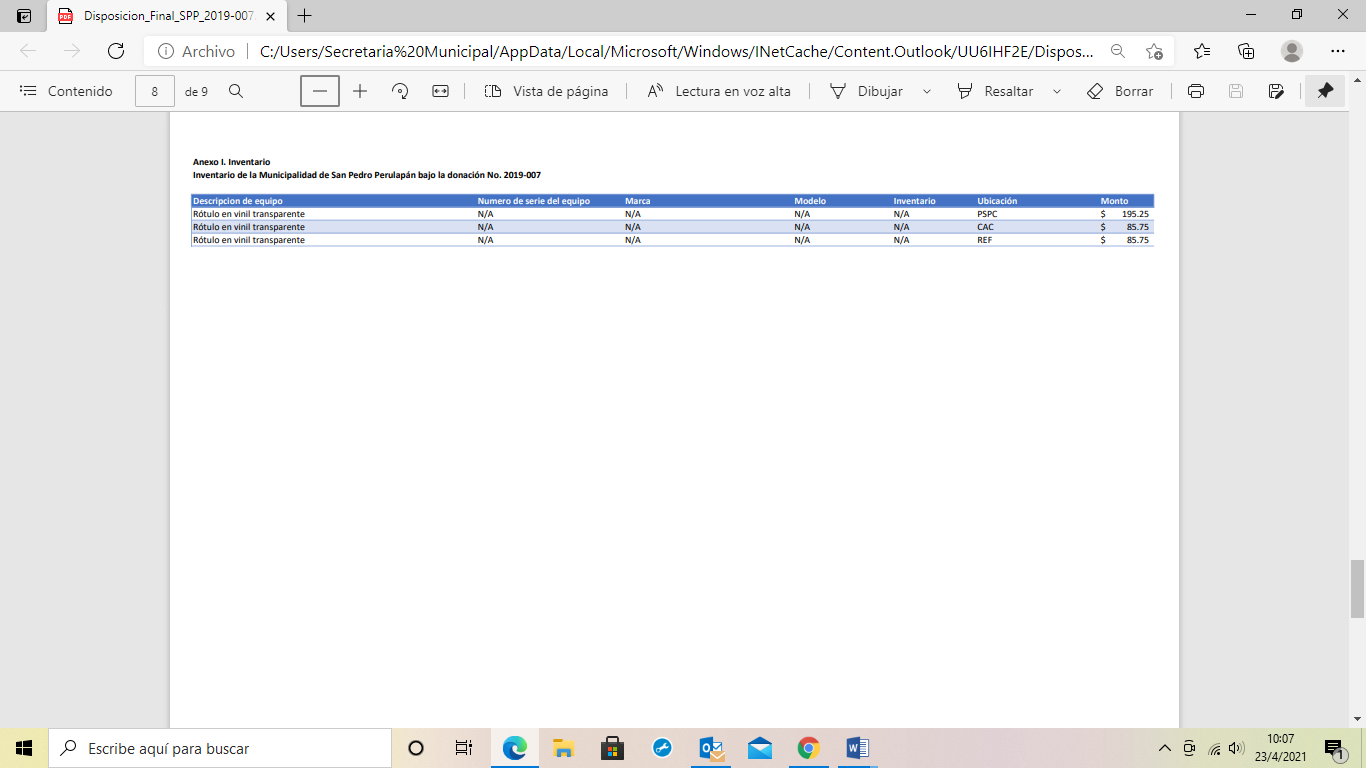 Disposicion_Final_SPP_2019-007.
Archivo C:/Users/Secretaria%20Municipal/AppData/Local/Microsoft/Windows/INetCache/Content.Outlook/UU6IHF2E/Dispos...
Contenido 8 de 9 Vista de página Lectura en voz alta Dibujar Resaltar Borrar
Anexo I. Inventario
Inventario de la Municipalidad de San Pedro Perulapán bajo la donación No. 2019-007
Descripcion de equipo Numero de serie del equipo Marca Modelo Inventario Ubicación Monto
Rótulo en vinil transparente N/A N/A N/A N/A PSPC $ 195.25
Rótulo en vinil transparente N/A N/A N/A N/A CAC $ 85.75
Rótulo en vinil transparente N/A N/A N/A N/A REF $ 85.75
Escribe aquí para buscar
10:07
23/4/2021
1